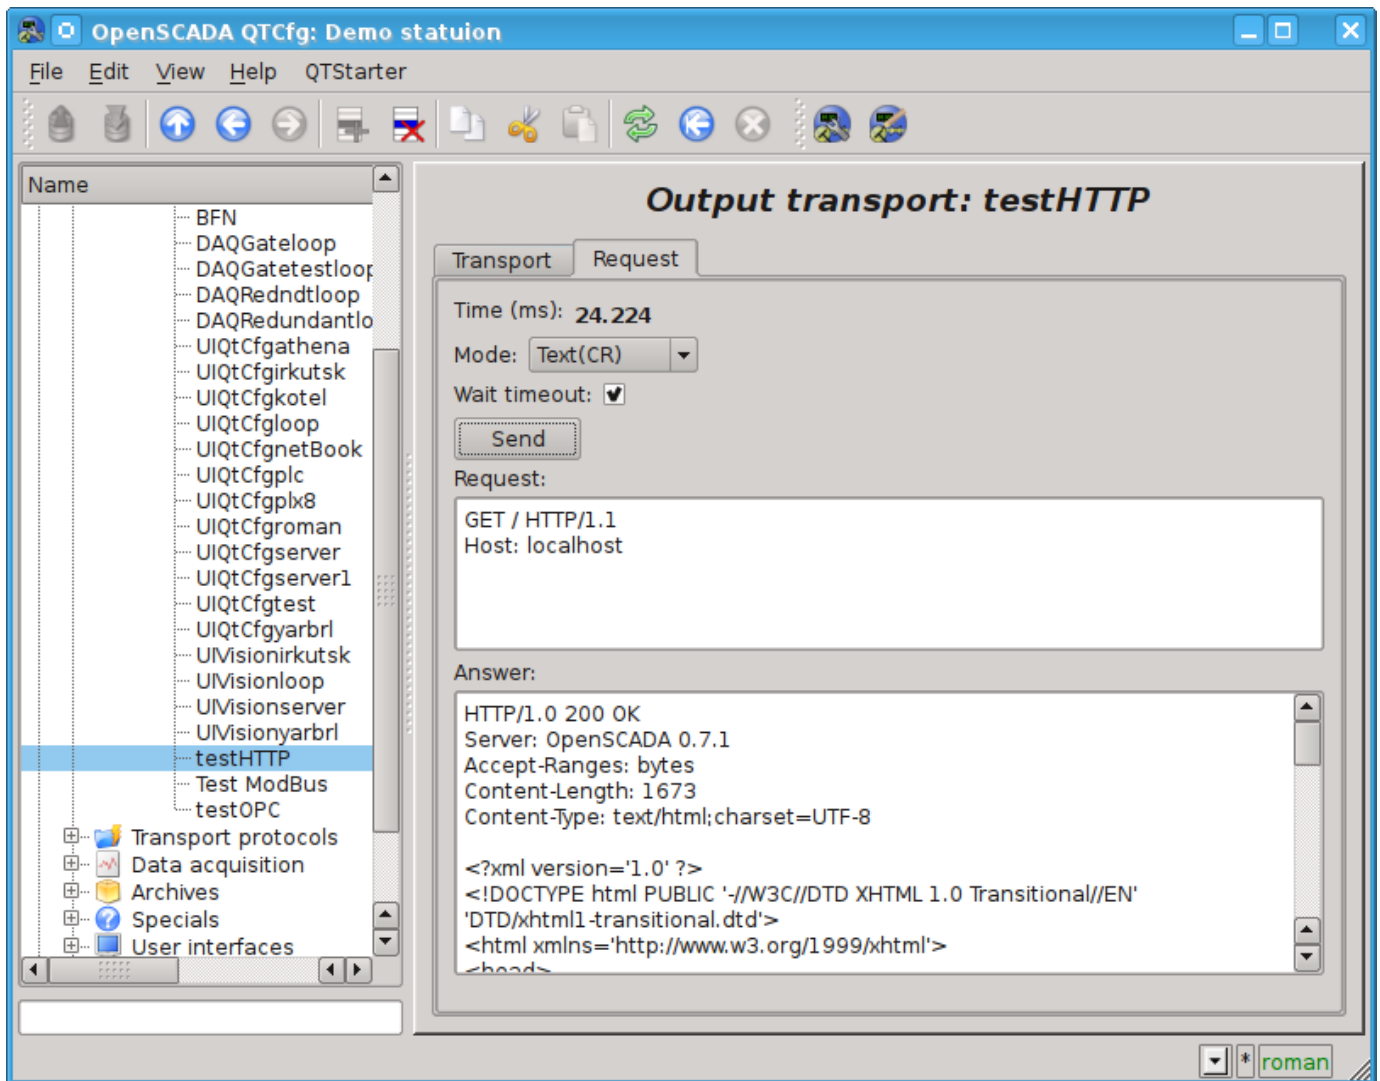 OpenSCADA QTCfg: Demo statuion
File Edit View Help QTStarter
Name
BFN
DAQGateloop
DAQGatetestloop
DAQRedndtloop
DAQRedundantlo
UIQtCfgathena
UIQtCfgirkutsk
UIQtCfgkotel
UIQtCfgloop
UIQtCfgnetBook
UIQtCfgplc
UIQtCfgplx8
UIQtCfgroman
UIQtCfgserver
UIQtCfgserver1
UIQtCfgtest
UIQtCfgyarbrl
UIVisionirkutsk
UIVisionloop
UIVisionserver
UIVisionyarbrl
testHTTP
Test ModBus
testOPC
Transport protocols
Data acquisition
Archives
Specials
User interfaces
Output transport: testHTTP
Transport Request
Time (ms): 24.224
Mode: Text(CR)
Wait timeout:
Send
Request:
GET / HTTP/1.1
Host: localhost
Answer:
HTTP/1.0 200 OK
Server: OpenSCADA 0.7.1
Accept-Ranges: bytes
Content-Length: 1673
Content-Type: text/html;charset=UTF-8
<?xml version='1.0' ?>
<!DOCTYPE html PUBLIC '-//W3C//DTD XHTML 1.0 Transitional//EN'
'DTD/xhtml1-transitional.dtd'>
<html xmlns='http://www.w3.org/1999/xhtml'>
<head>
* roman